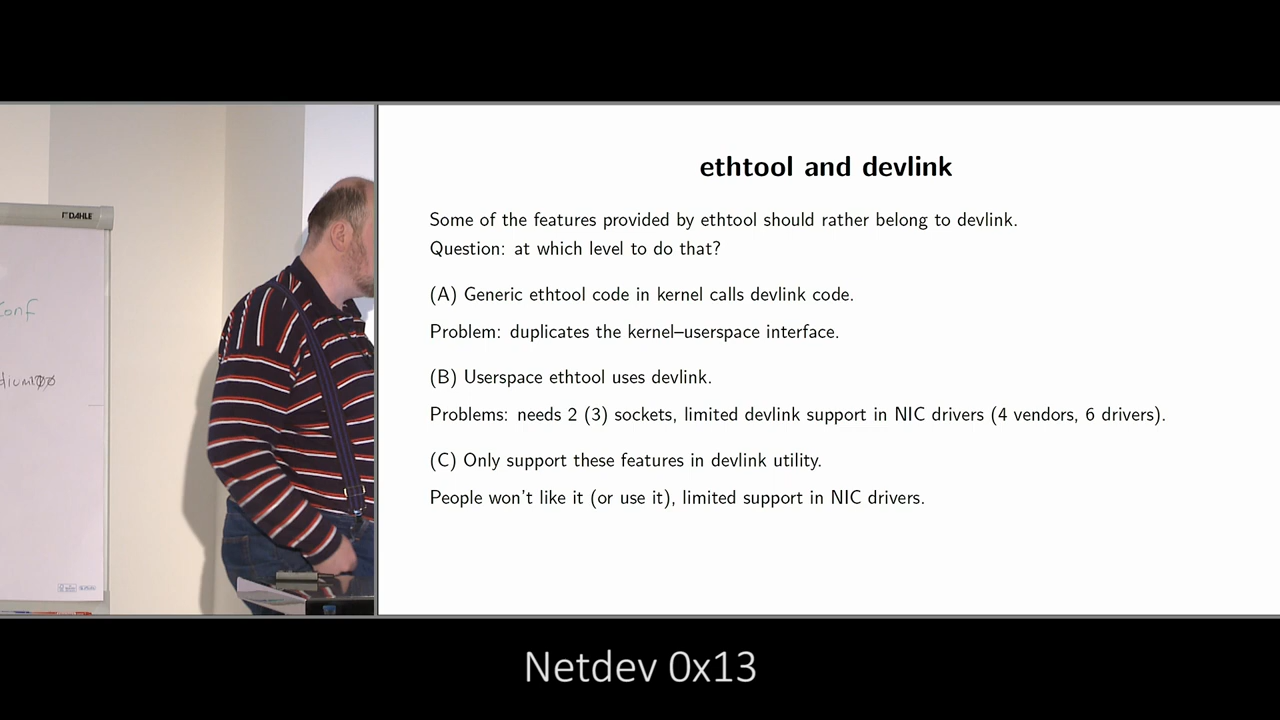 DAHLE
conf
ethtool and devlink
Some of the features provided by ethtool should rather belong to devlink.
Question: at which level to do that?
(A) Generic ethtool code in kernel calls devlink code.
Problem: duplicates the kernel–userspace interface.
(B) Userspace ethtool uses devlink.
Problems: needs 2 (3) sockets, limited devlink support in NIC drivers (4 vendors, 6 drivers).
(C) Only support these features in devlink utility.
People won't like it (or use it), limited support in NIC drivers.
Netdev 0x13